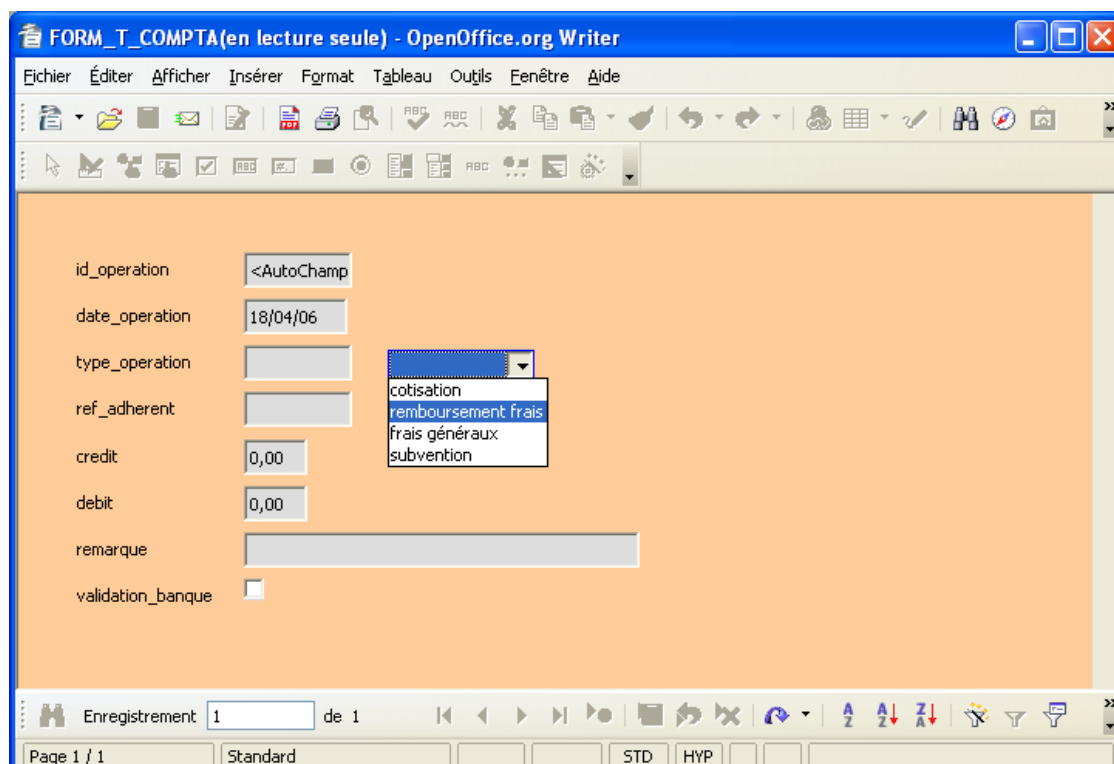 FORM_T_COMPTA(en lecture seule) - OpenOffice.org Writer
Fichier Éditer Afficher Insérer Format Tableau Outils Fenêtre Aide
id_operation <AutoChamp
date_operation 18/04/06
type_operation
cotisation
ref_adherent remboursement frais
frais généraux
credit 0,00 subvention
debit 0,00
remarque
validation_banque
Enregistrement 1 de 1
Page 1 / 1 Standard STD HYP